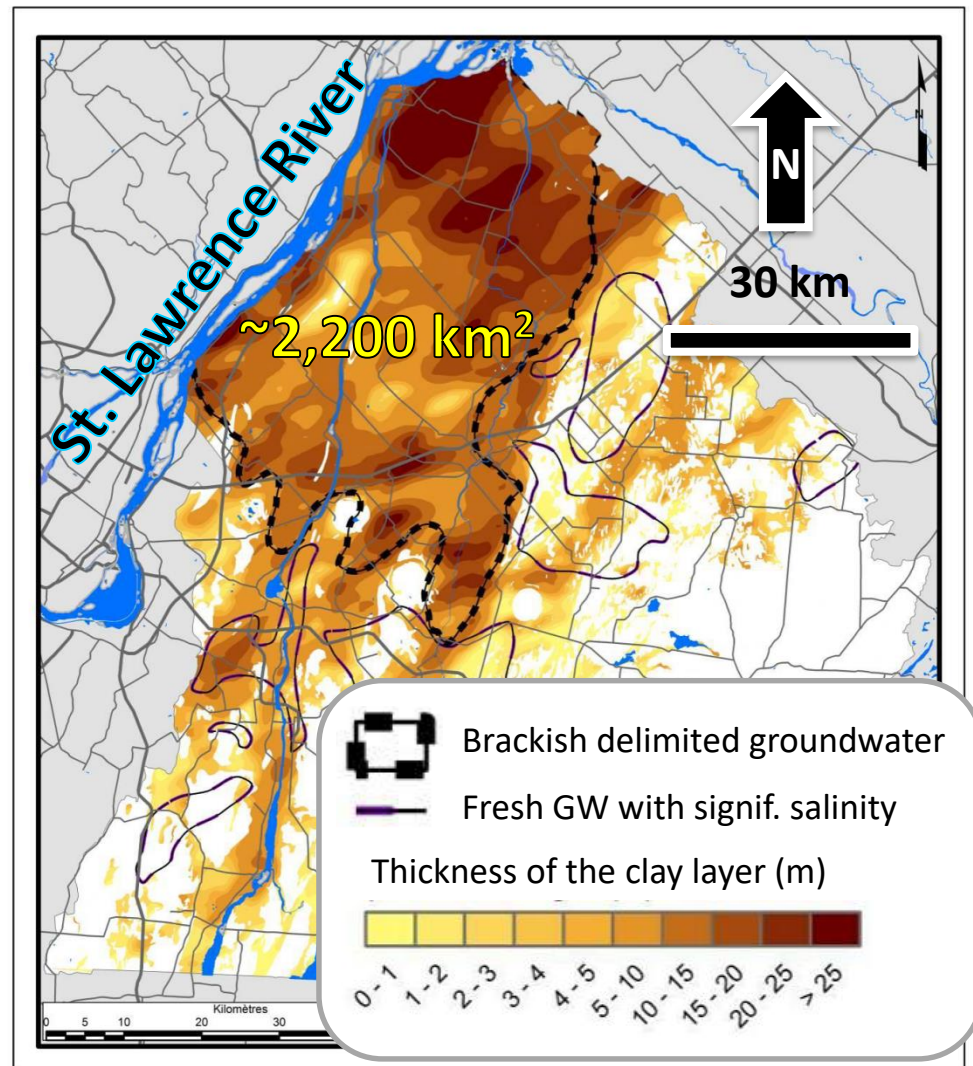 St. Lawrence River
N
N
30 km
~2,200 km²
Brackish delimited groundwater
Fresh GW with signif. salinity
Thickness of the clay layer (m)
0 - 1
1 - 2
2 - 3
3 - 4
4 - 5
5 - 10
10 - 15
15 - 20
20 - 25
> 25
Kilomètres
0 5 10 20 30